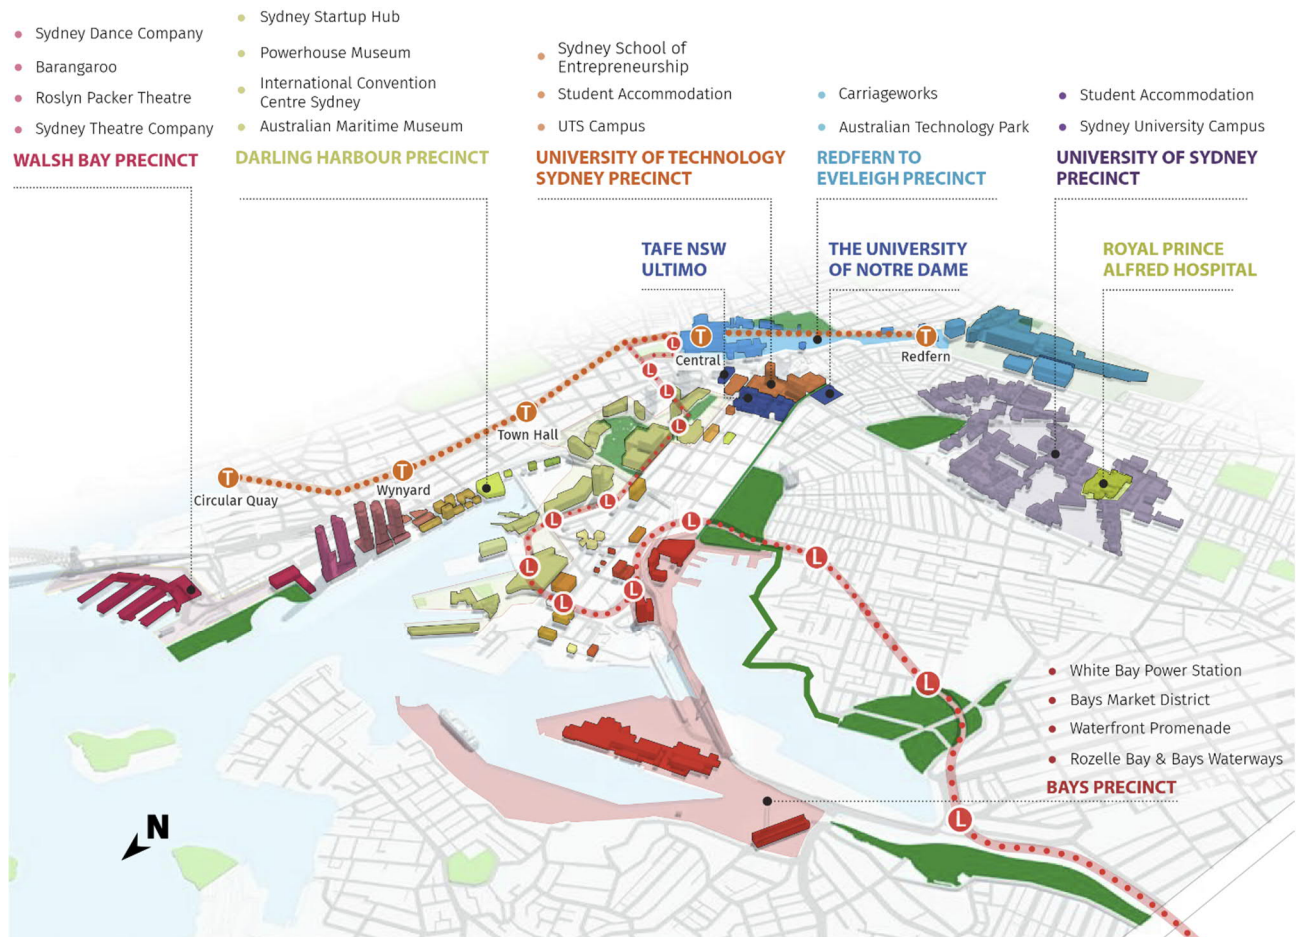 Sydney Dance Company
Barangaroo
Roslyn Packer Theatre
Sydney Theatre Company
WALSH BAY PRECINCT
Sydney Startup Hub
Powerhouse Museum
International Convention
Centre Sydney
Australian Maritime Museum
DARLING HARBOUR PRECINCT
Sydney School of
Entrepreneurship
Student Accommodation
UTS Campus
UNIVERSITY OF TECHNOLOGY
SYDNEY PRECINCT
Carriageworks
Australian Technology Park
REDFERN TO
EVELEIGH PRECINCT
Student Accommodation
Sydney University Campus
UNIVERSITY OF SYDNEY
PRECINCT
TAFE NSW
ULTIMO
THE UNIVERSITY
OF NOTRE DAME
ROYAL PRINCE
ALFRED HOSPITAL
T
Central
T
Redfern
L
L
L
L
T
Town Hall
T
Circular Quay
T
Wynyard
L
L
L
L
L
L
L
L
L
White Bay Power Station
Bays Market District
Waterfront Promenade
Rozelle Bay & Bays Waterways
BAYS PRECINCT
N